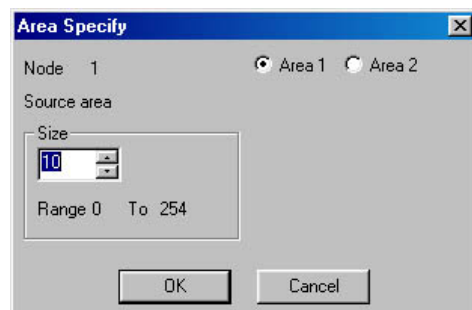 Area Specify
Node 1 Area 1 Area 2
Source area
Size
10
Range 0 To 254
OK Cancel